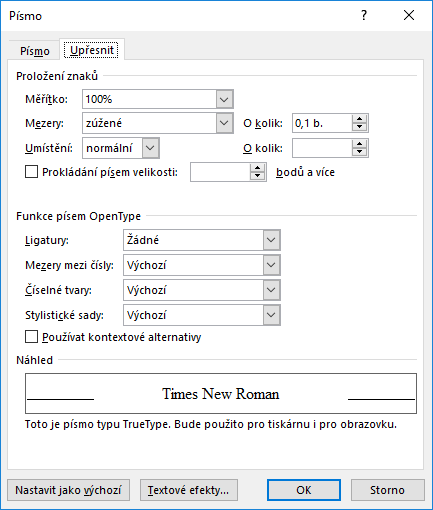 Písmo
Písmo Upřesnit
Proložení znaků
Měřítko: 100%
Mezery: zúžené O kolik: 0,1 b.
Umístění: normální O kolik:
Prokládání písem velikosti: bodů a více
Funkce písem OpenType
Ligatury: Žádné
Mezery mezi čísly: Výchozí
Číselné tvary: Výchozí
Stylistické sady: Výchozí
Používat kontextové alternativy
Náhled
Times New Roman
Toto je písmo typu TrueType. Bude použito pro tiskárnu i pro obrazovku.
Nastavit jako výchozí Textové efekty... OK Storno